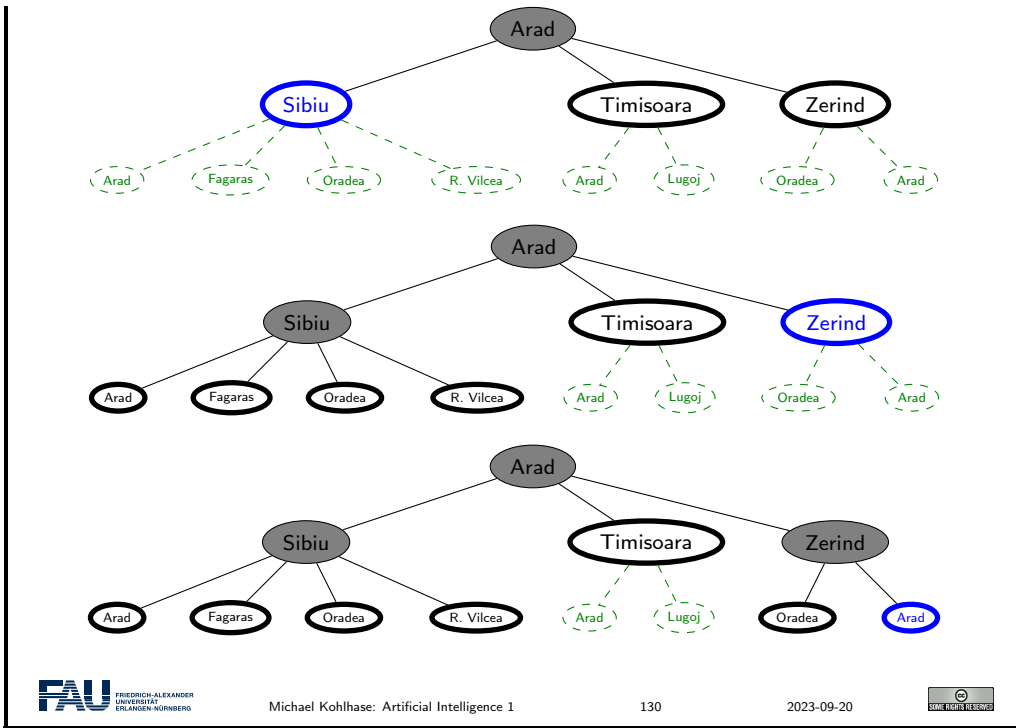 Arad
Sibiu Timisoara Zerind
Arad Fagaras Oradea R. Vilcea Arad Lugoj Oradea Arad
Arad
Sibiu Timisoara Zerind
Arad Fagaras Oradea R. Vilcea Arad Lugoj Oradea Arad
Arad
Sibiu Timisoara Zerind
Arad Fagaras Oradea R. Vilcea Arad Lugoj Oradea Arad
FAU FRIEDRICH-ALEXANDER
UNIVERSITÄT
ERLANGEN-NÜRNBERG
Michael Kohlhase: Artificial Intelligence 1 130 2023-09-20
cc
SOME RIGHTS RESERVED